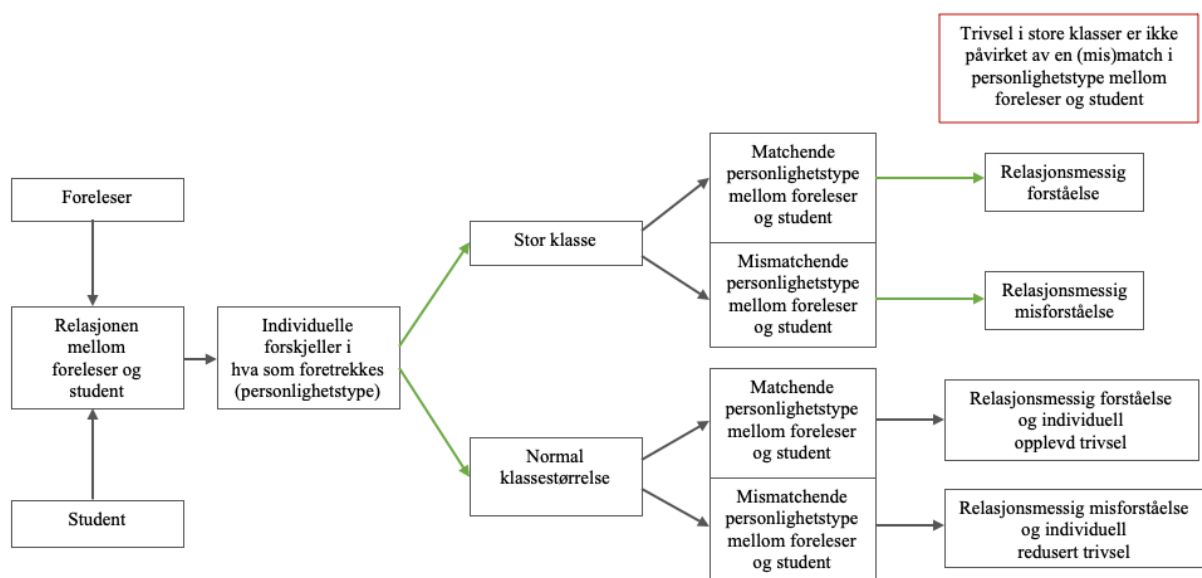 Trivsel i store klasser er ikke
påvirket av en (mis)match i
personlighetstype mellom
foreleser og student
Foreleser
Relasjonen
mellom
foreleser og
student
Student
Individuelle
forskjeller i
hva som foretrekkes
(personlighetstype)
Stor klasse
Matchende
personlighetstype
mellom foreleser
og student
Relasjonsmessig
forståelse
Mismatchende
personlighetstype
mellom foreleser
og student
Relasjonsmessig
misforståelse
Normal
klassestørrelse
Matchende
personlighetstype
mellom foreleser
og student
Relasjonsmessig forståelse
og individuell
opplevd trivsel
Mismatchende
personlighetstype
mellom foreleser
og student
Relasjonsmessig misforståelse
og individuell
redusert trivsel